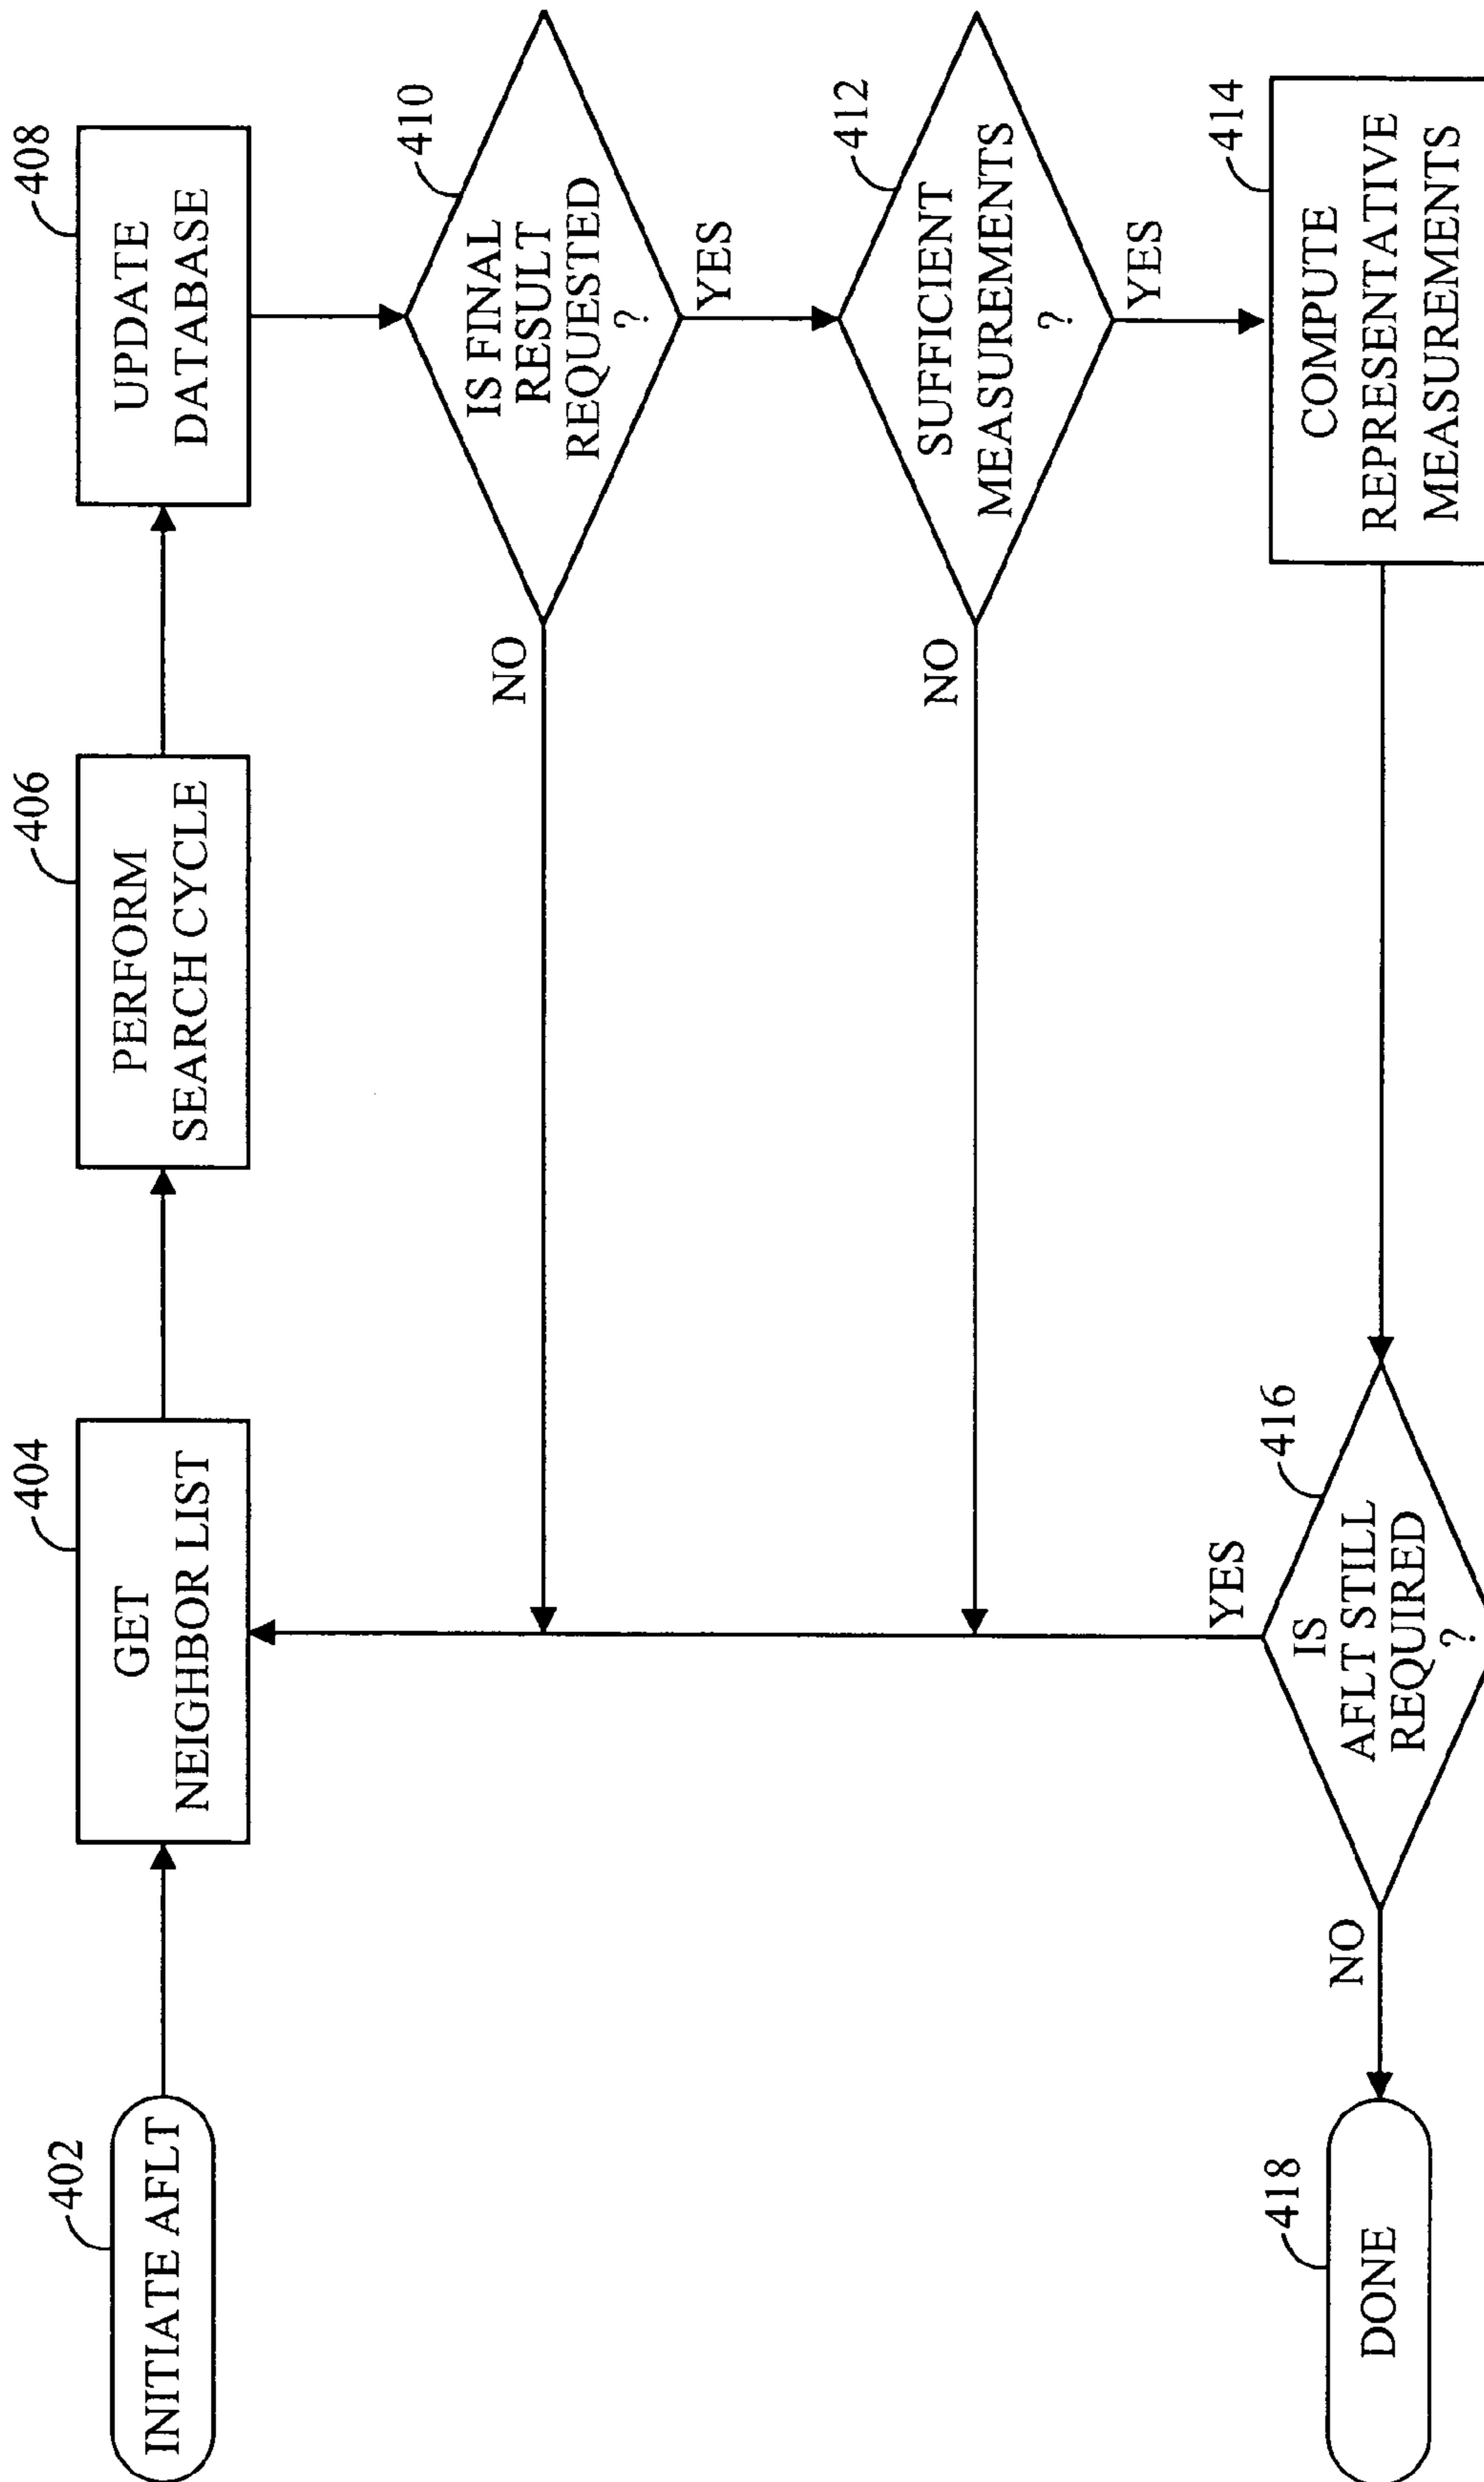 402
INITIATE AFLT
404
GET
NEIGHBOR LIST
406
PERFORM
SEARCH CYCLE
408
UPDATE
DATABASE
410
IS FINAL
RESULT
REQUESTED
?
NO
YES
412
SUFFICIENT
MEASUREMENTS
?
NO
YES
414
COMPUTE
REPRESENTATIVE
MEASUREMENTS
416
IS
AFLT STILL
REQUIRED
?
YES
NO
418
DONE